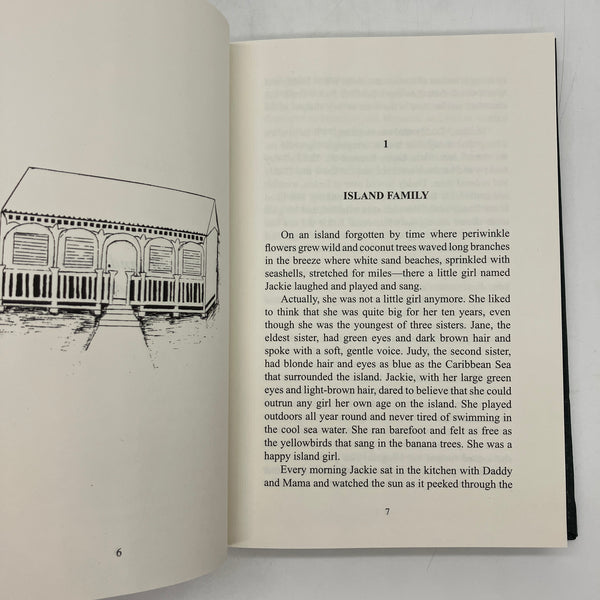 6
1
ISLAND FAMILY
On an island forgotten by time where periwinkle
flowers grew wild and coconut trees waved long branches
in the breeze where white sand beaches, sprinkled with
seashells, stretched for miles—there a little girl named
Jackie laughed and played and sang.
Actually, she was not a little girl anymore. She liked
to think that she was quite big for her ten years, even
though she was the youngest of three sisters. Jane, the
eldest sister, had green eyes and dark brown hair and
spoke with a soft, gentle voice. Judy, the second sister,
had blonde hair and eyes as blue as the Caribbean Sea
that surrounded the island. Jackie, with her large green
eyes and light-brown hair, dared to believe that she could
outrun any girl her own age on the island. She played
outdoors all year round and never tired of swimming in
the cool sea water. She ran barefoot and felt as free as
the yellowbirds that sang in the banana trees. She was a
happy island girl.
Every morning Jackie sat in the kitchen with Daddy
and Mama and watched the sun as it peeked through the
7